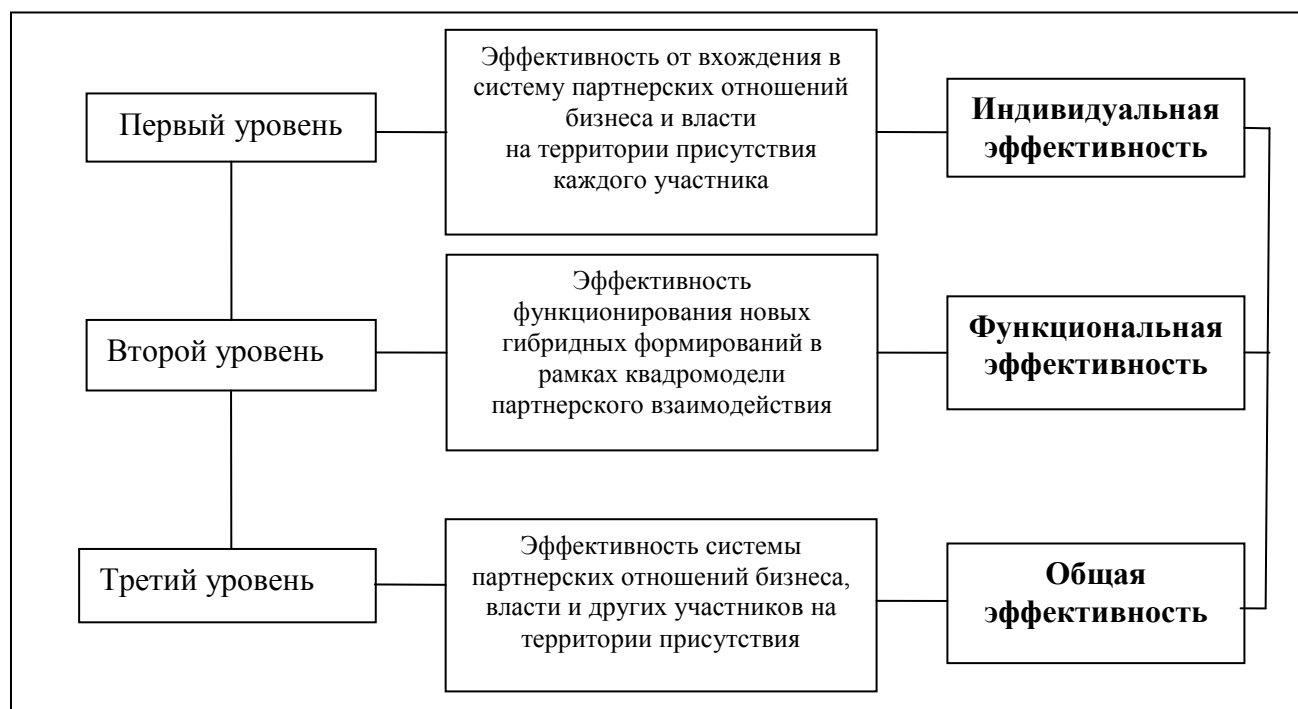 Первый уровень
Эффективность от вхождения в
систему партнерских отношений
бизнеса и власти
на территории присутствия
каждого участника
Индивидуальная
эффективность
Второй уровень
Эффективность
функционирования новых
гибридных формирований в
рамках квадромодели
партнерского взаимодействия
Функциональная
эффективность
Третий уровень
Эффективность системы
партнерских отношений бизнеса,
власти и других участников на
территории присутствия
Общая
эффективность